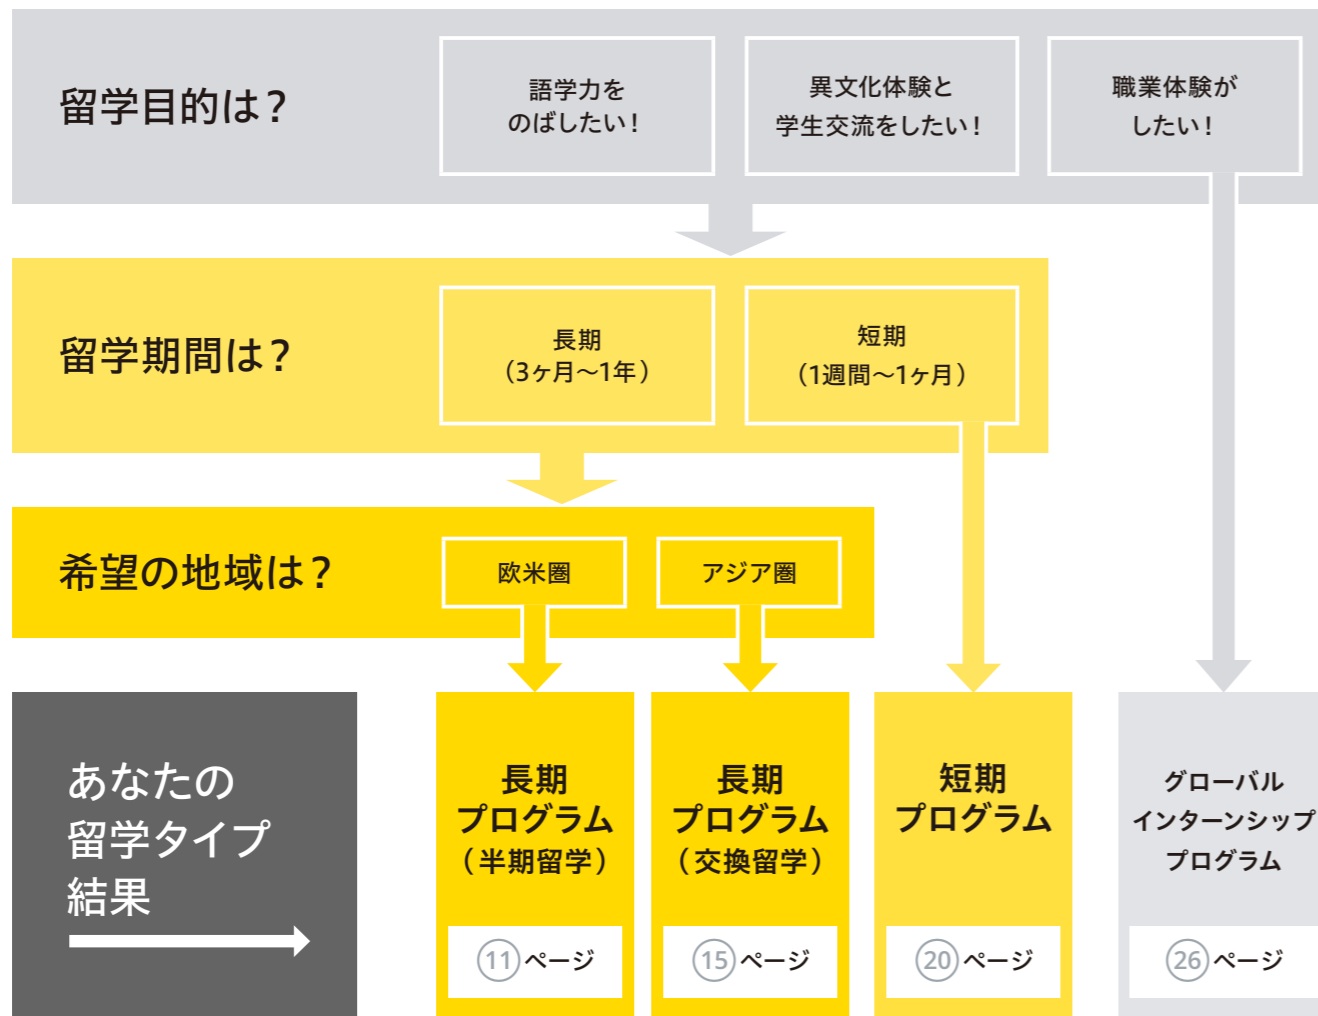 留学目的は？
語学力を
のばしたい！
異文化体験と
学生交流をしたい！
職業体験が
したい！
留学期間は？
長期
（3ヶ月〜1年）
短期
（1週間〜1ヶ月）
希望の地域は？
欧米圏
アジア圏
あなたの
留学タイプ
結果
長期
プログラム
（半期留学）
11ページ
長期
プログラム
（交換留学）
15ページ
短期
プログラム
20ページ
グローバル
インターンシップ
プログラム
26ページ